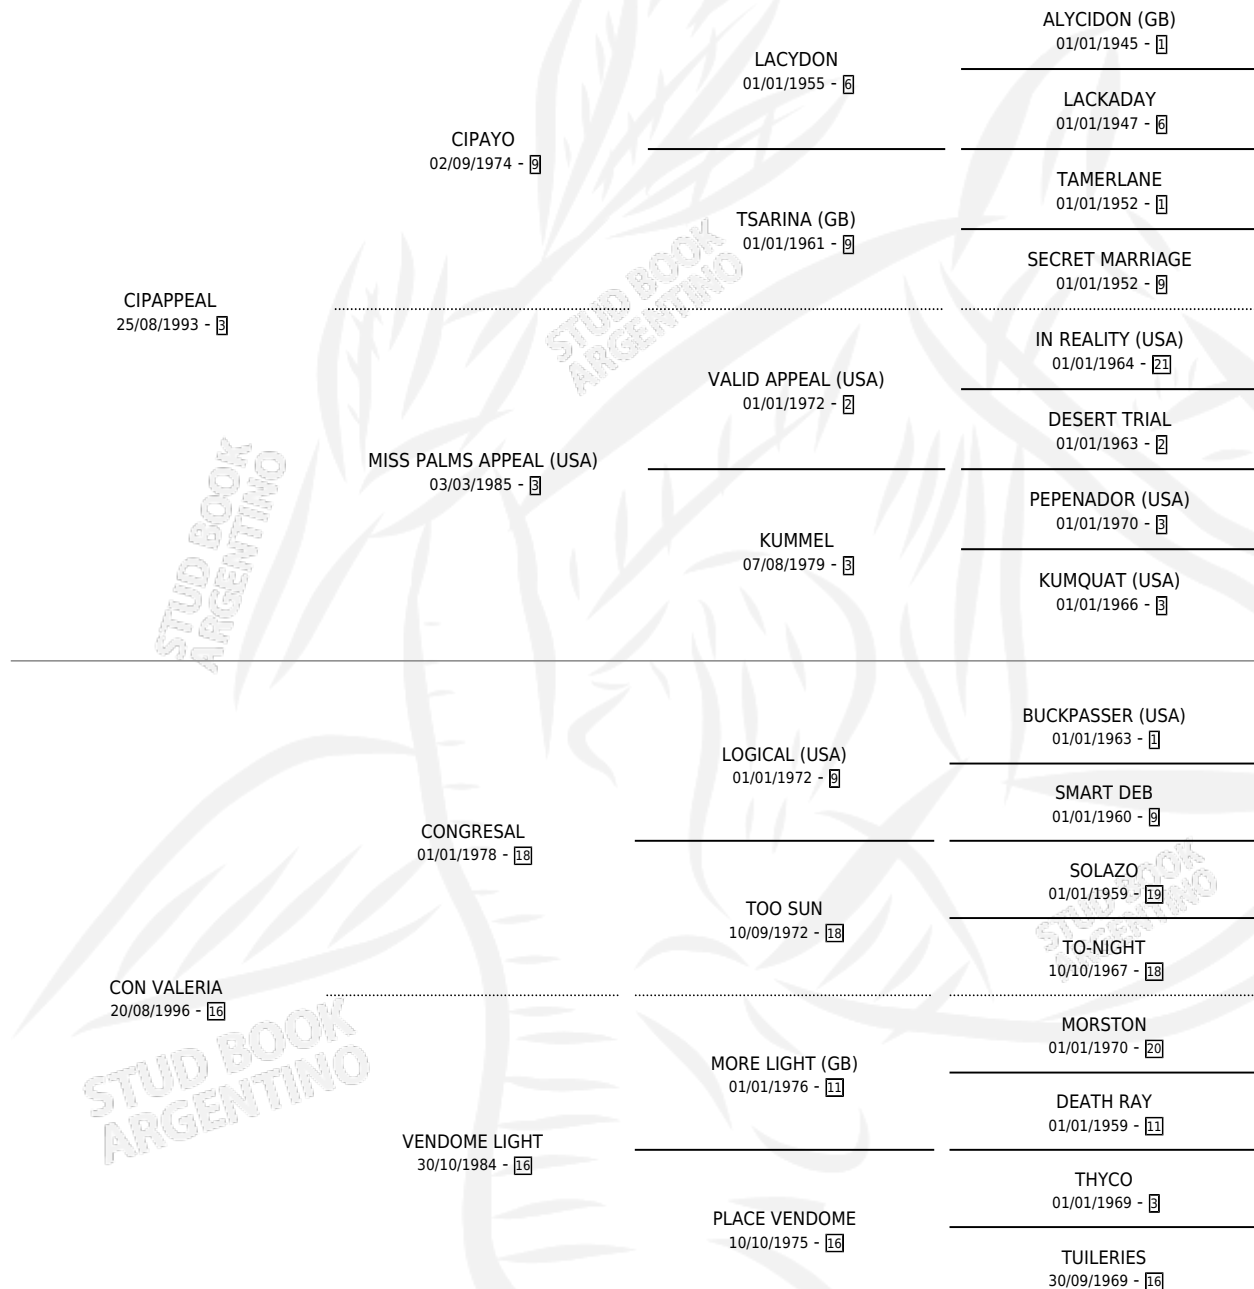 ALYCIDON (GB)
01/01/1945 - 1
LACYDON
01/01/1955 - 6
LACKADAY
01/01/1947 - 6
CIPAYO
02/09/1974 - 9
TAMERLANE
01/01/1952 - 1
TSARINA (GB)
01/01/1961 - 9
SECRET MARRIAGE
01/01/1952 - 9
CIPAPPEAL
25/08/1993 - 3
IN REALITY (USA)
01/01/1964 - 21
VALID APPEAL (USA)
01/01/1972 - 2
DESERT TRIAL
01/01/1963 - 2
MISS PALMS APPEAL (USA)
03/03/1985 - 3
PEPENADOR (USA)
01/01/1970 - 3
KUMMEL
07/08/1979 - 3
KUMQUAT (USA)
01/01/1966 - 3
STUD BOOK
ARGENTINO
STUD BOOK
ARGENTINO
BUCKPASSER (USA)
01/01/1963 - 1
LOGICAL (USA)
01/01/1972 - 9
SMART DEB
01/01/1960 - 9
CONGRESAL
01/01/1978 - 18
SOLAZO
01/01/1959 - 19
TOO SUN
10/09/1972 - 18
TO-NIGHT
10/10/1967 - 18
CON VALERIA
20/08/1996 - 16
MORSTON
01/01/1970 - 20
MORE LIGHT (GB)
01/01/1976 - 11
DEATH RAY
01/01/1959 - 11
VENDOME LIGHT
30/10/1984 - 16
THYCO
01/01/1969 - 3
PLACE VENDOME
10/10/1975 - 16
TUILERIES
30/09/1969 - 16
STUD BOOK
ARGENTINO
STUD BOOK
ARGENTINO